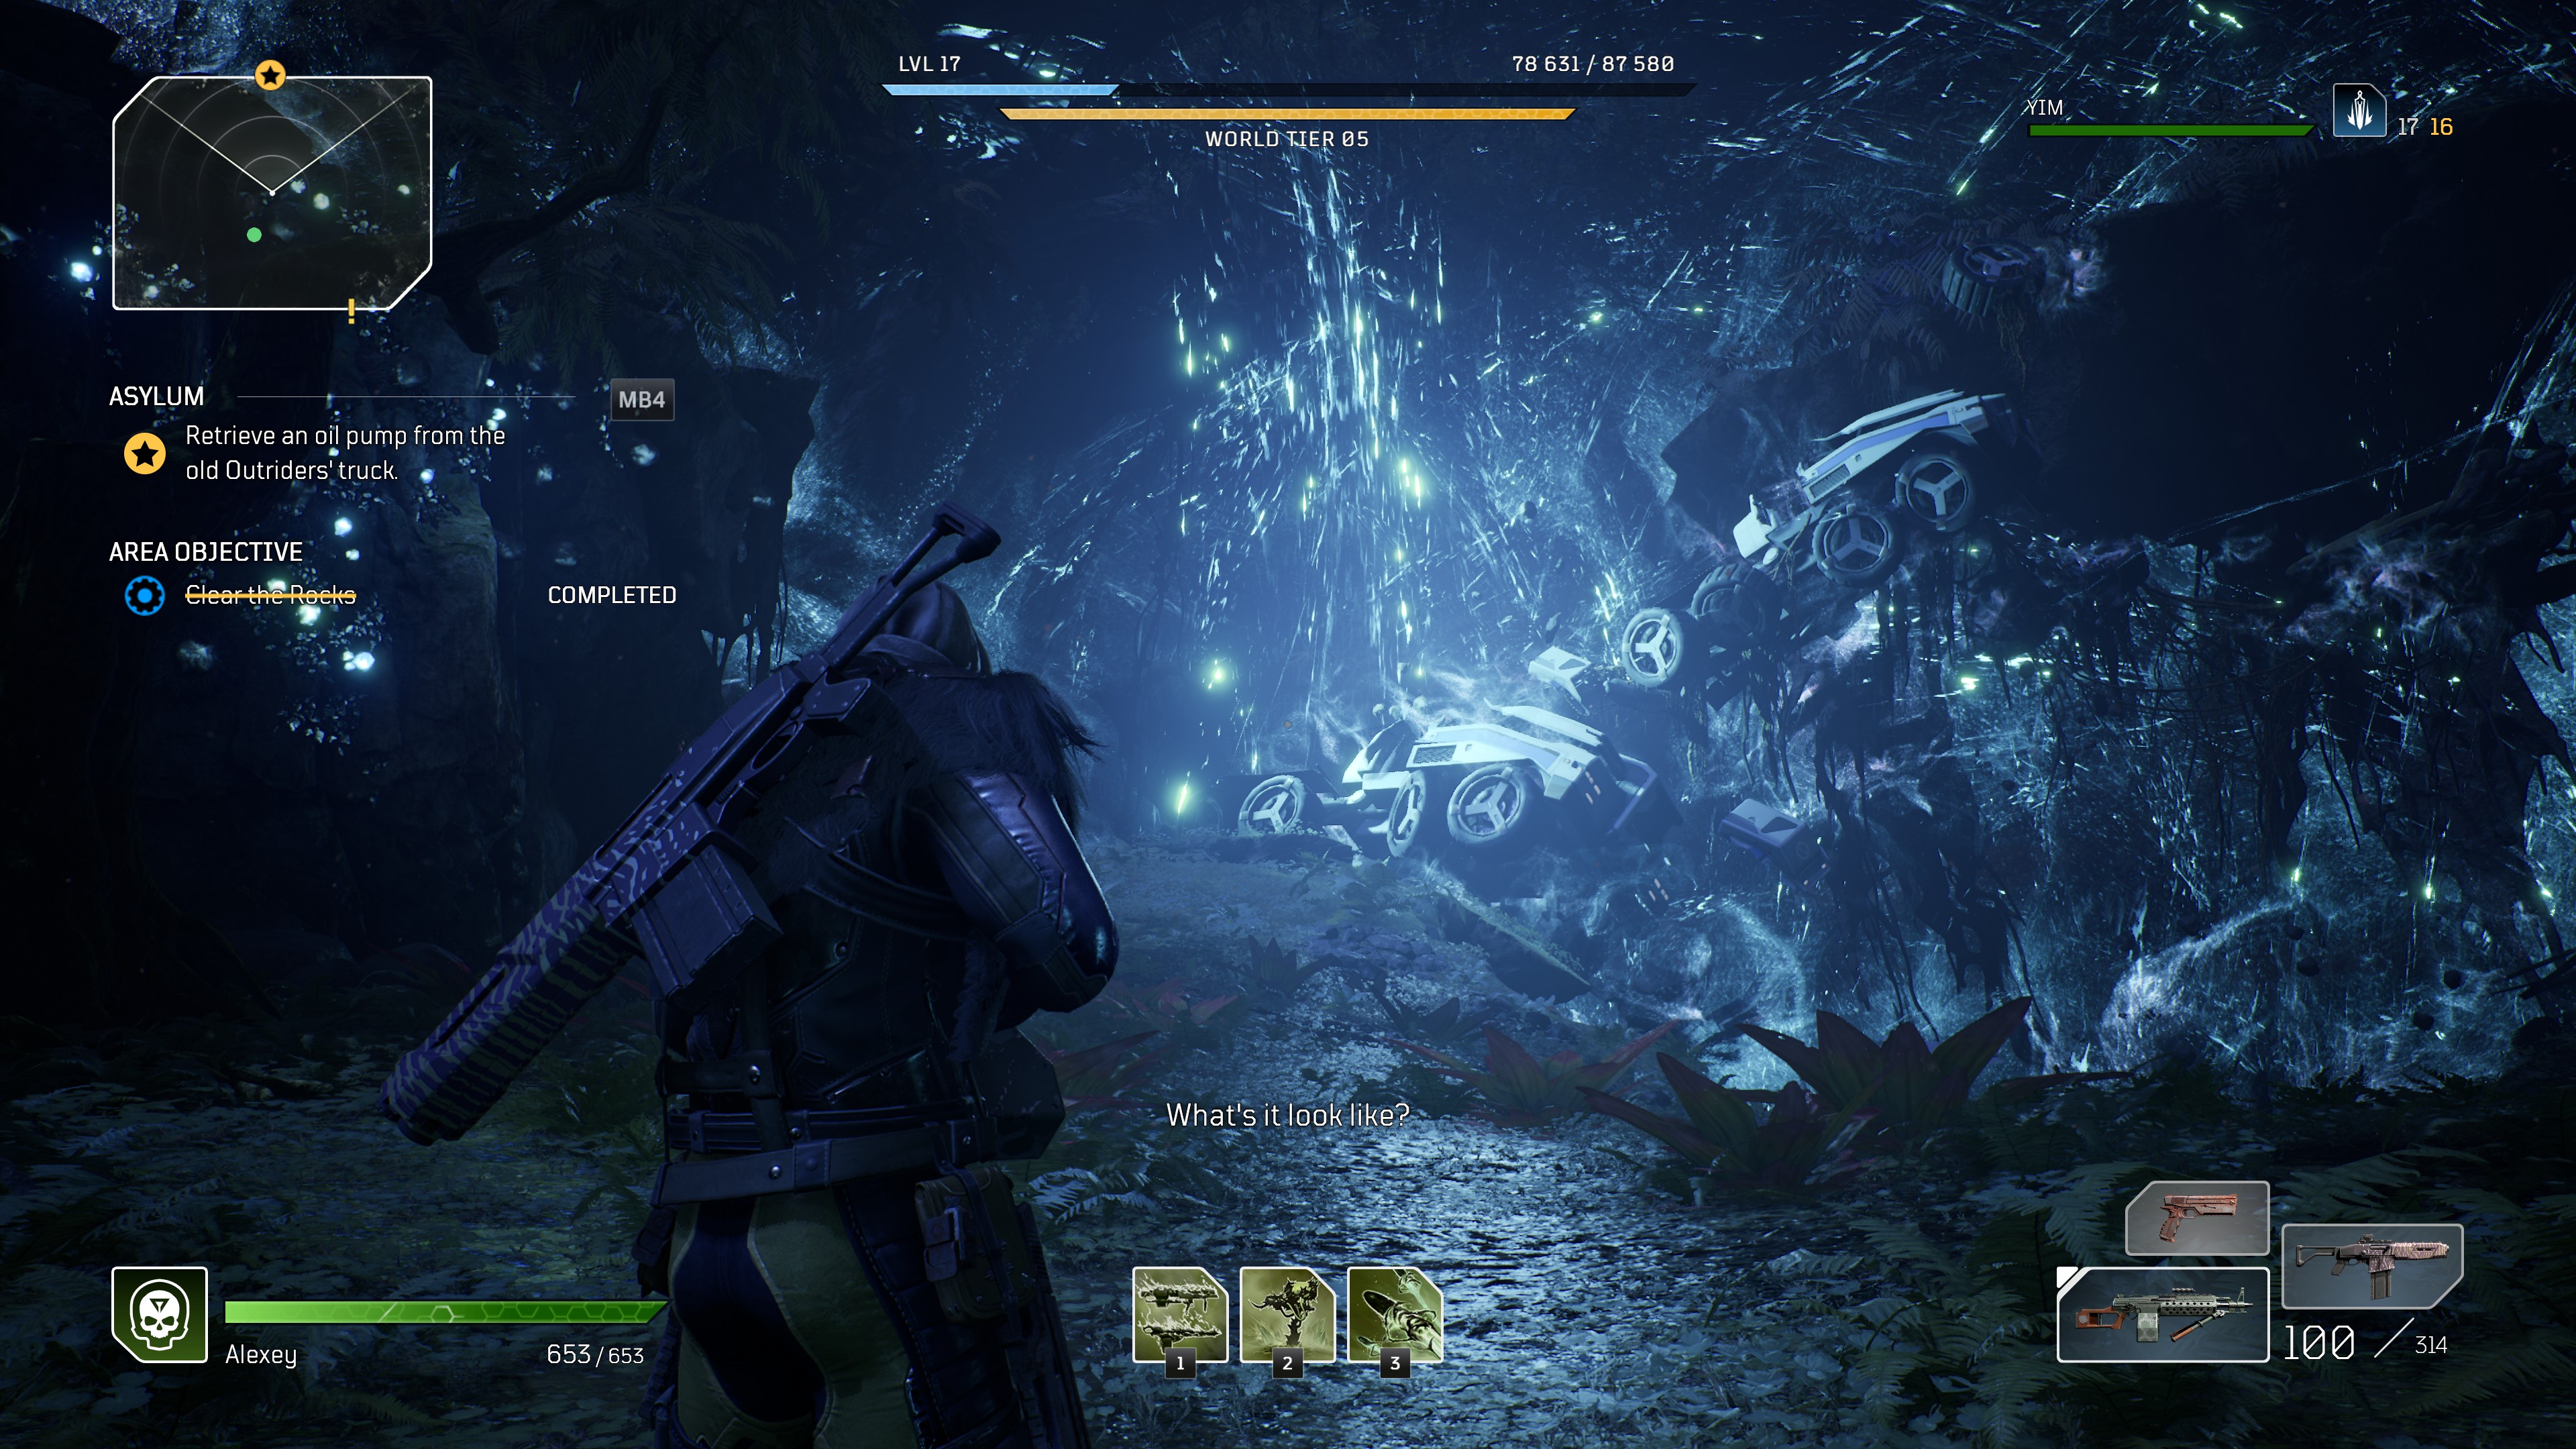 LVL 17
78 631 / 87 580
WORLD TIER 05
YIM
17 16
ASYLUM
MB4
Retrieve an oil pump from the
old Outriders' truck.
AREA OBJECTIVE
Clear the Rocks
COMPLETED
What's it look like?
Alexey
653 / 653
1
2
3
100 / 314